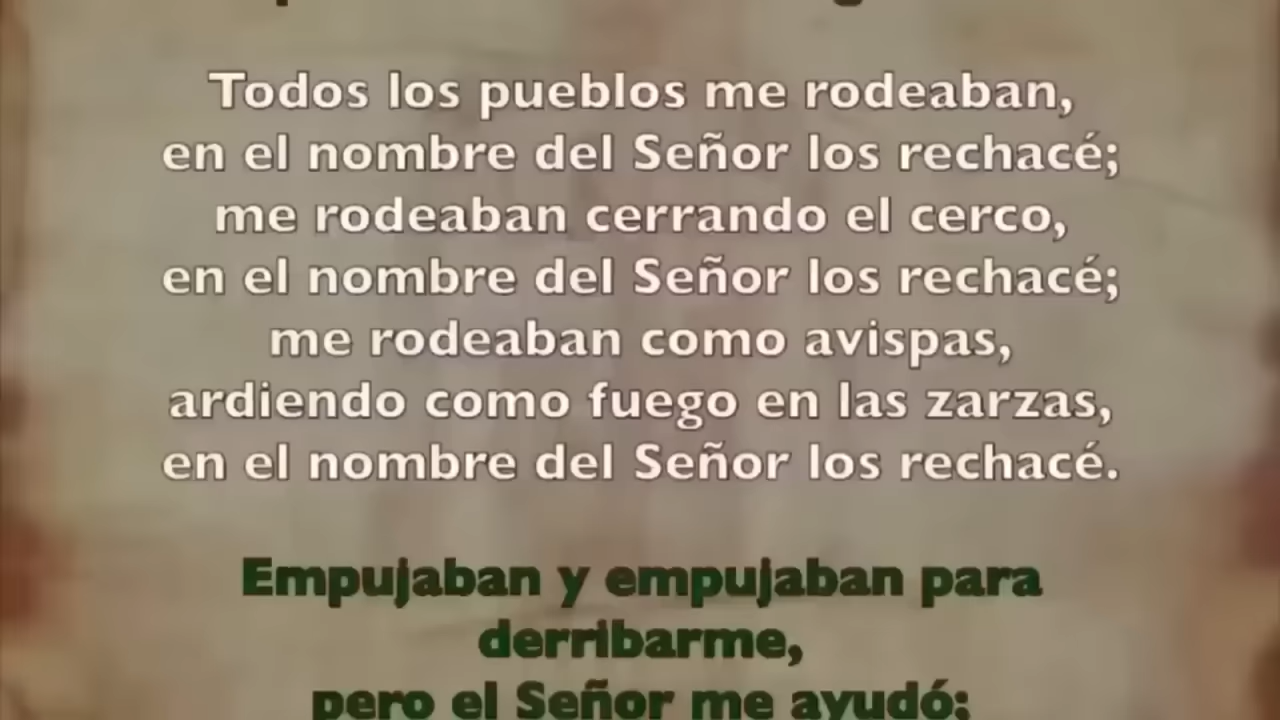 Todos los pueblos me rodeaban,
en el nombre del Señor los rechacé;
me rodeaban cerrando el cerco,
en el nombre del Señor los rechacé;
me rodeaban como avispas,
ardiendo como fuego en las zarzas,
en el nombre del Señor los rechacé.
Empujaban y empujaban para
derribarme,
pero el Señor me ayudó;